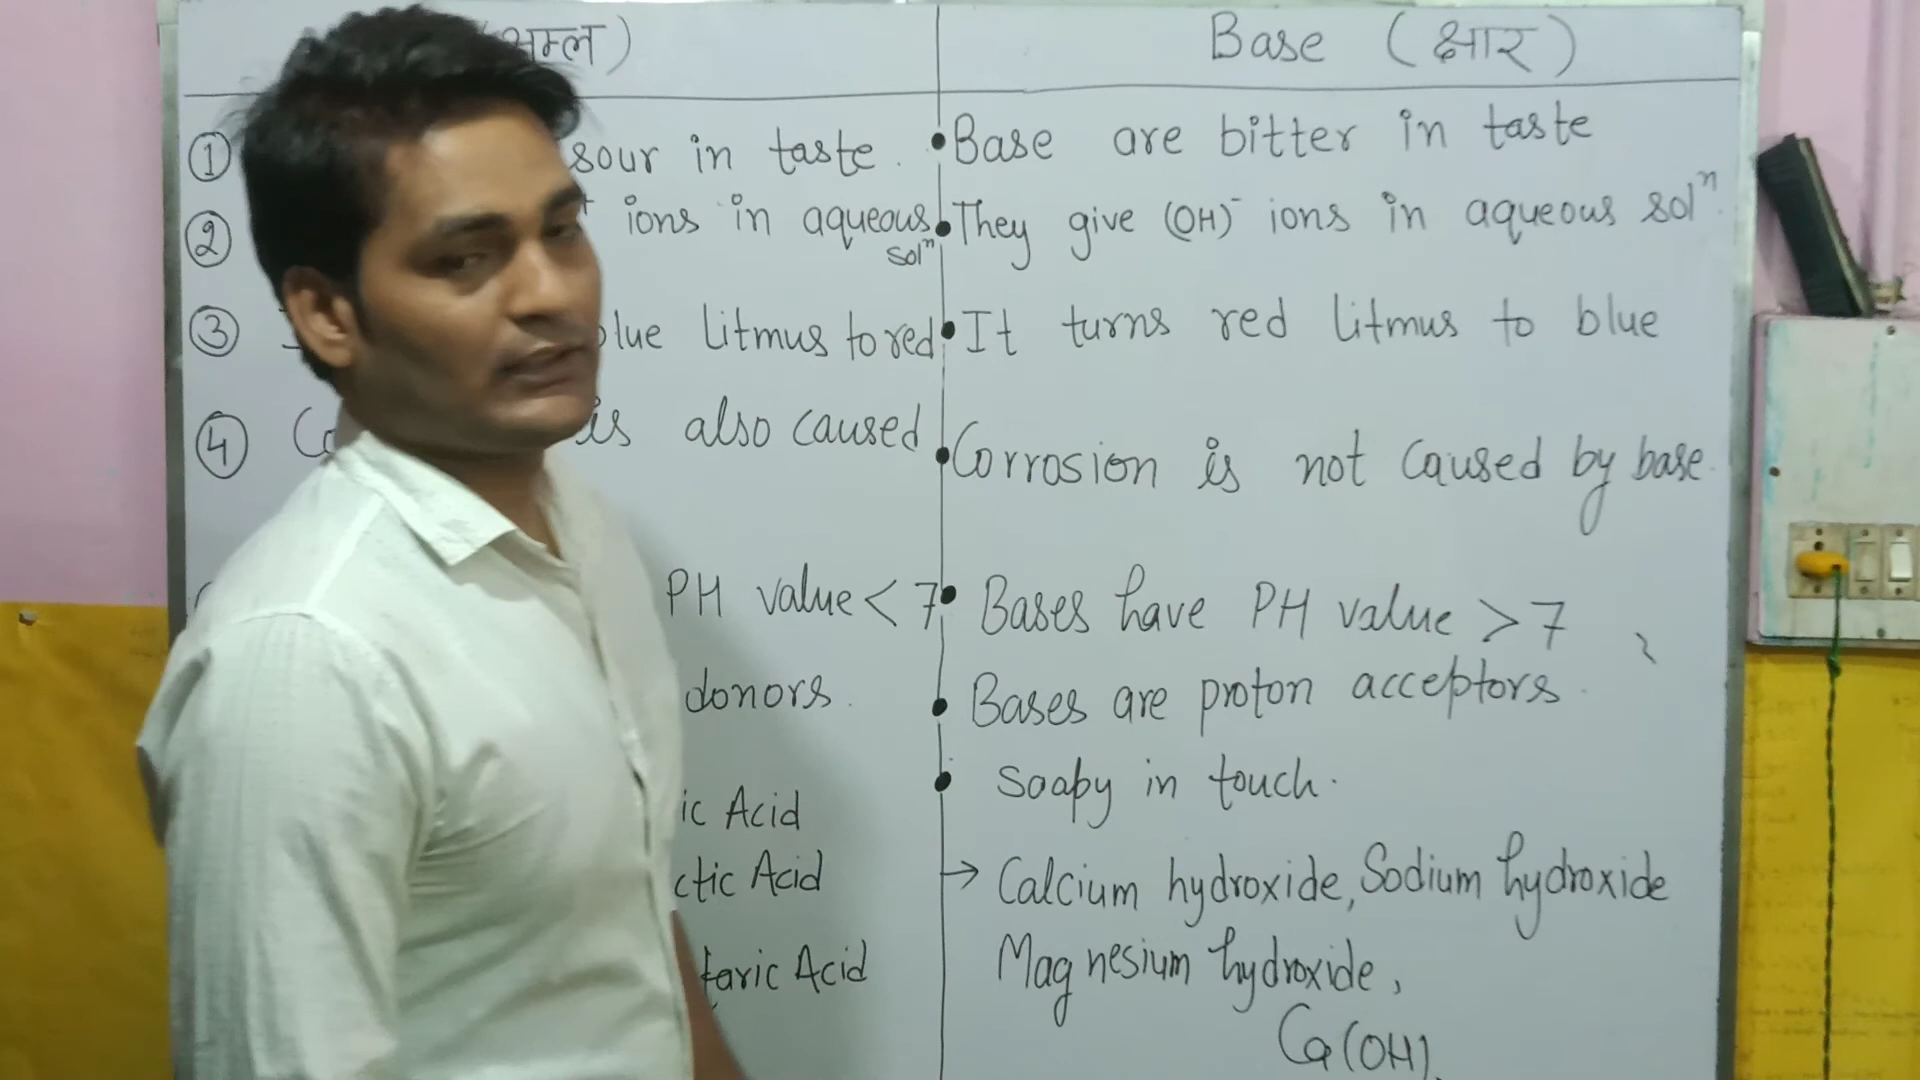 (अम्ल)
Base (क्षार)
① sour in taste.
② ions in aqueous
solⁿ
③ blue litmus to red
④ is also caused
PH value < 7
donors.
ic Acid
ctic Acid
taric Acid
• Base are bitter in taste
• They give (OH)⁻ ions in aqueous solⁿ.
• It turns red litmus to blue
• Corrosion is not caused by base.
• Bases have PH value > 7
• Bases are proton acceptors.
• Soapy in touch.
→ Calcium hydroxide, Sodium hydroxide
Magnesium hydroxide,
Ca(OH)